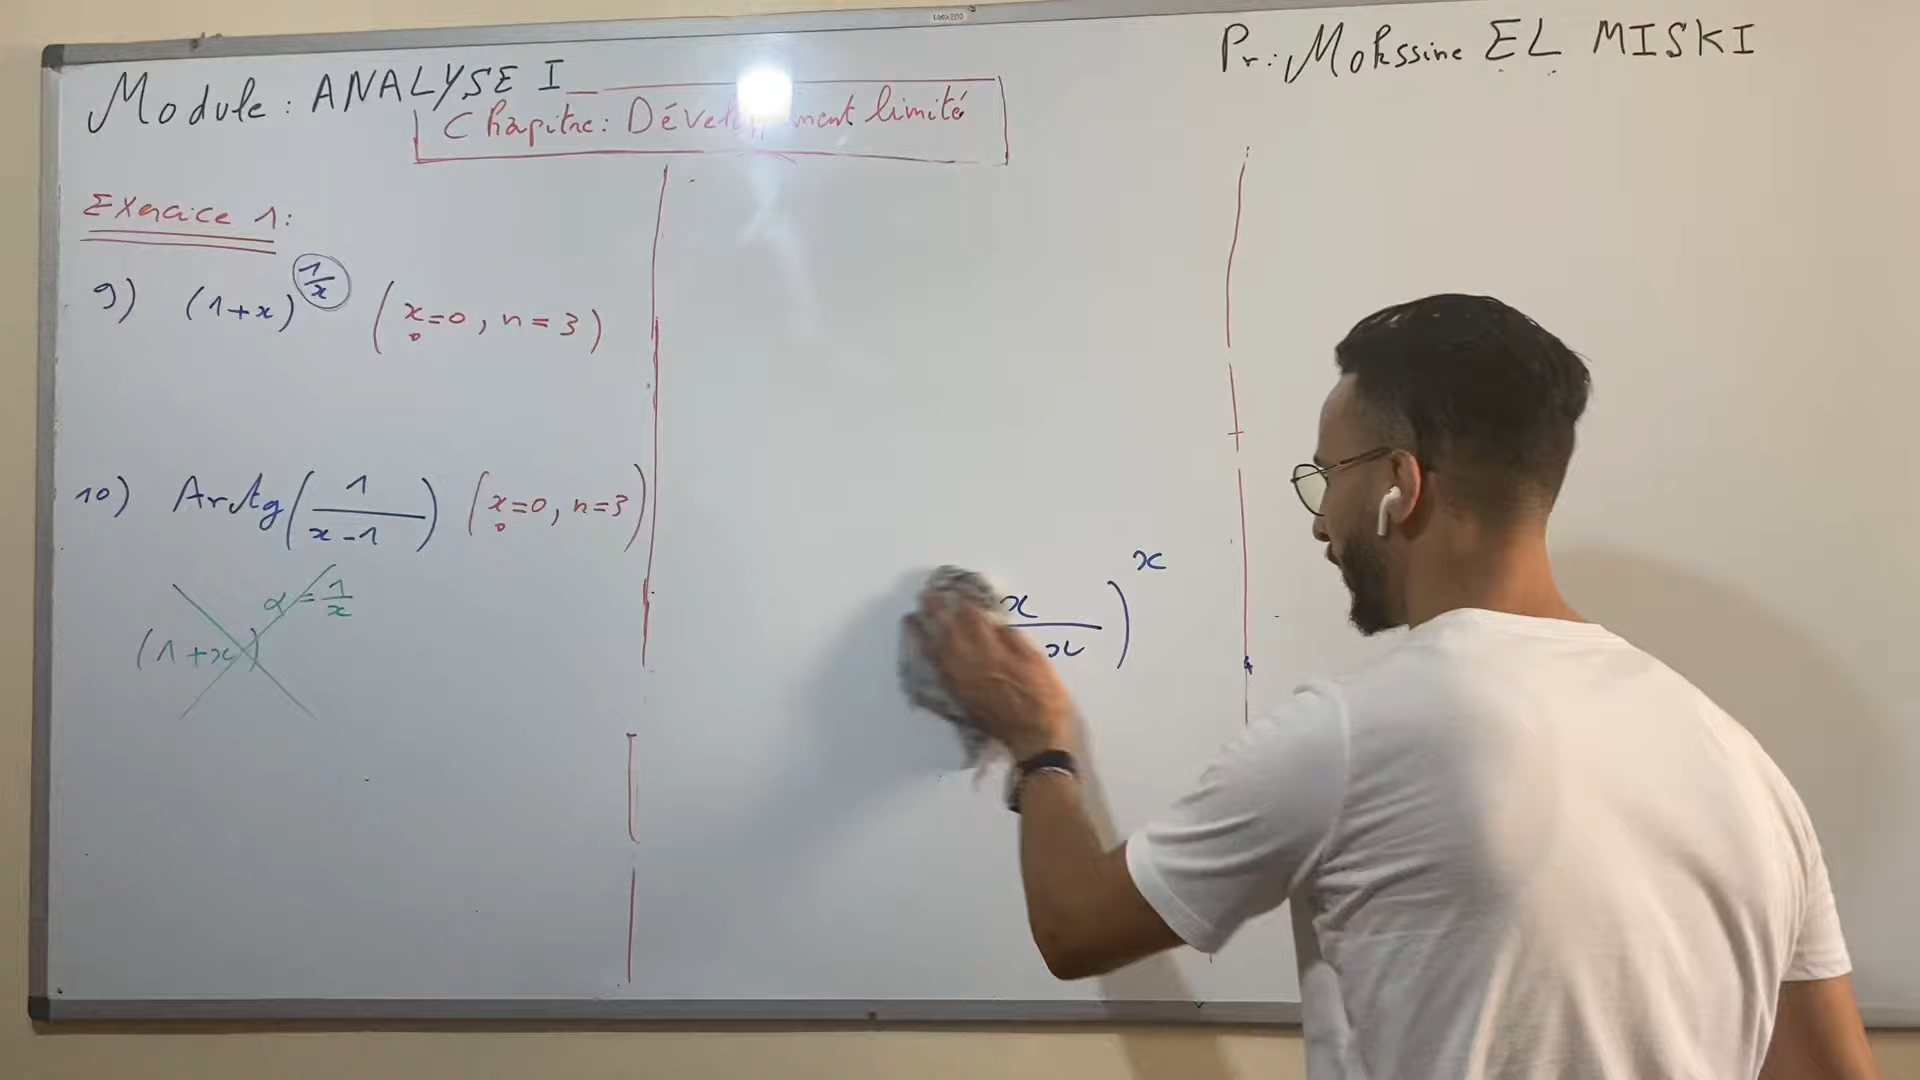 Module: ANALYSE I
Pr: Mohssine EL MISKI
Chapitre: Développement limité
Exercice 1:
9) (1+x)^(1/x) (x₀=0, n=3)
10) Arctg(1/(x-1)) (x₀=0, n=3)
(1+x)^(α=1/x)
x
x
)^x